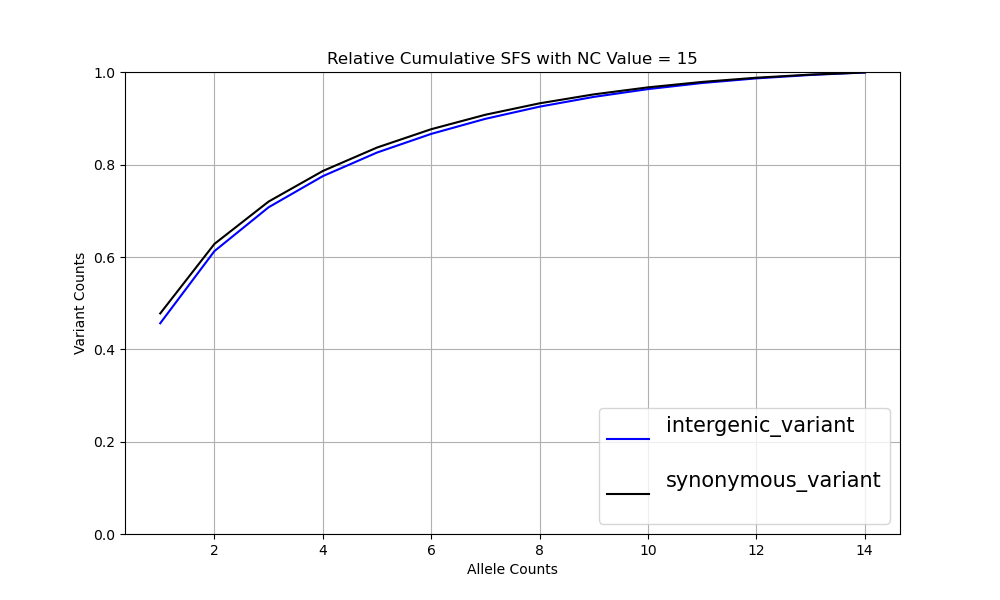 Relative Cumulative SFS with NC Value = 15
Variant Counts
1.0
0.8
0.6
0.4
0.2
0.0
intergenic_variant
synonymous_variant
2 4 6 8 10 12 14
Allele Counts